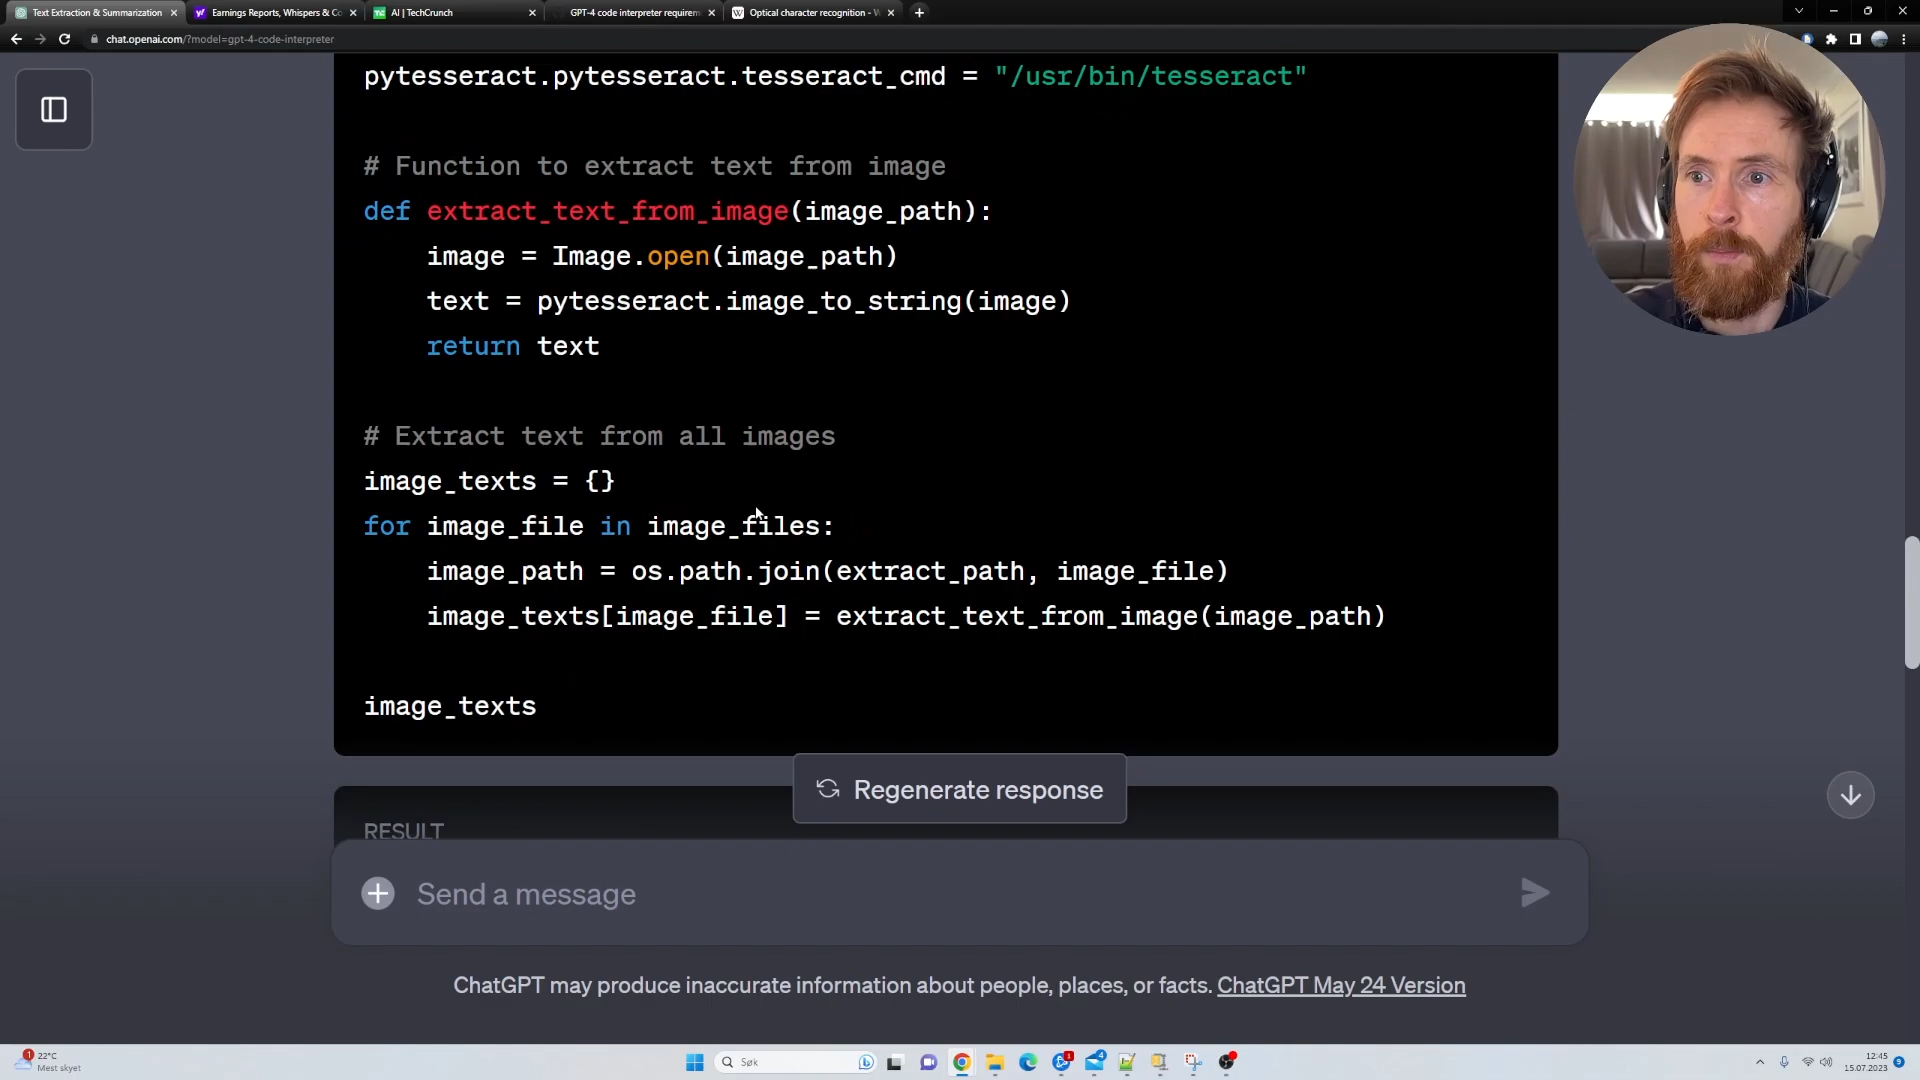 Text Extraction & Summarization
Earnings Reports, Whispers & Co
AI | TechCrunch
GPT-4 code interpreter requirem
Optical character recognition - W
chat.openai.com/?model=gpt-4-code-interpreter
pytesseract.pytesseract.tesseract_cmd = "/usr/bin/tesseract"
# Function to extract text from image
def extract_text_from_image(image_path):
image = Image.open(image_path)
text = pytesseract.image_to_string(image)
return text
# Extract text from all images
image_texts = {}
for image_file in image_files:
image_path = os.path.join(extract_path, image_file)
image_texts[image_file] = extract_text_from_image(image_path)
image_texts
Regenerate response
RESULT
Send a message
ChatGPT may produce inaccurate information about people, places, or facts. ChatGPT May 24 Version
1
22°C
Mest skyet
Søk
1
4
12:45
15.07.2023
9